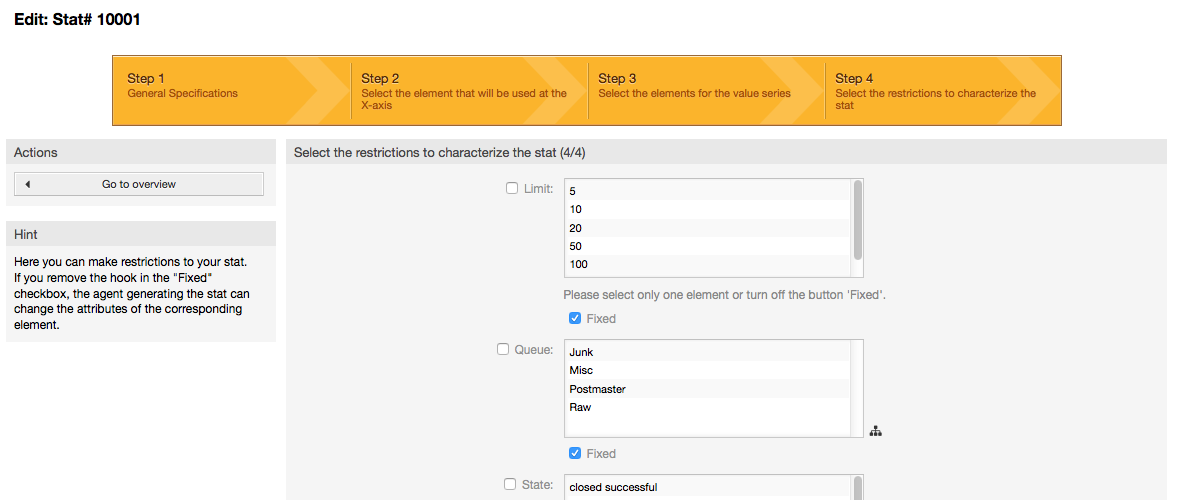 Edit: Stat# 10001
Step 1
General Specifications
Step 2
Select the element that will be used at the
X-axis
Step 3
Select the elements for the value series
Step 4
Select the restrictions to characterize the
stat
Actions
Go to overview
Hint
Here you can make restrictions to your stat.
If you remove the hook in the "Fixed"
checkbox, the agent generating the stat can
change the attributes of the corresponding
element.
Select the restrictions to characterize the stat (4/4)
Limit:
5
10
20
50
100
Please select only one element or turn off the button 'Fixed'.
Fixed
Queue:
Junk
Misc
Postmaster
Raw
Fixed
State:
closed successful